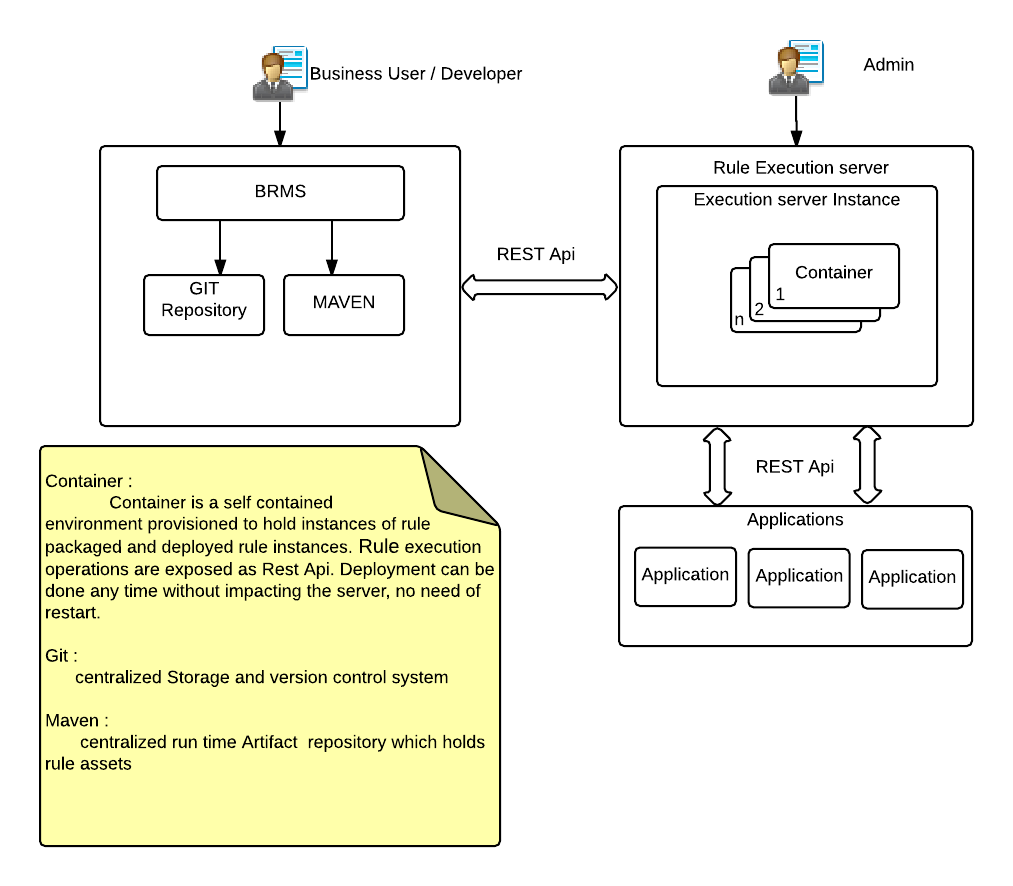 Business User / Developer
Admin
BRMS
GIT
Repository
MAVEN
REST Api
Rule Execution server
Execution server Instance
Container
1
2
n
REST Api
Applications
Application
Application
Application
Container :
Container is a self contained
environment provisioned to hold instances of rule
packaged and deployed rule instances. Rule execution
operations are exposed as Rest Api. Deployment can be
done any time without impacting the server, no need of
restart.
Git :
centralized Storage and version control system
Maven :
centralized run time Artifact  repository which holds
rule assets